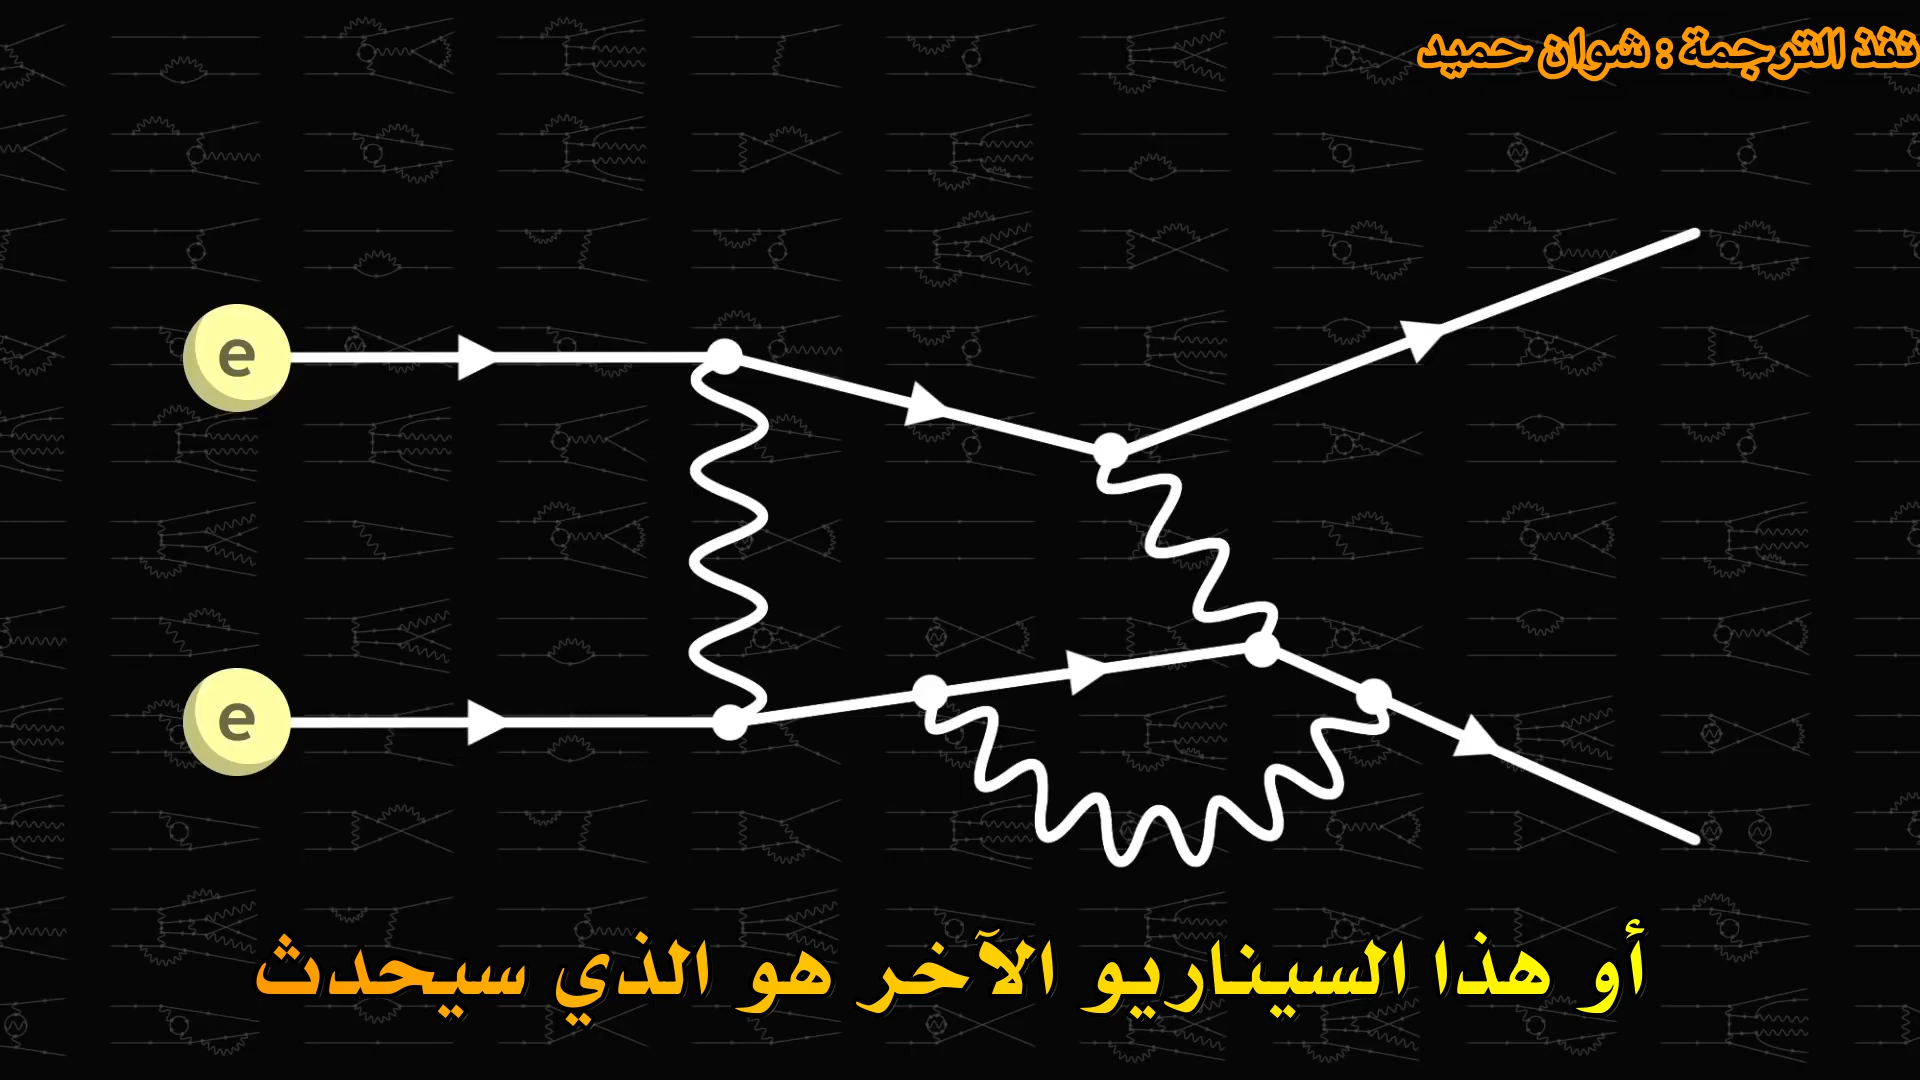 نفذ الترجمة : شوان حميد
e
e
أو هذا السيناريو الآخر هو الذي سيحدث